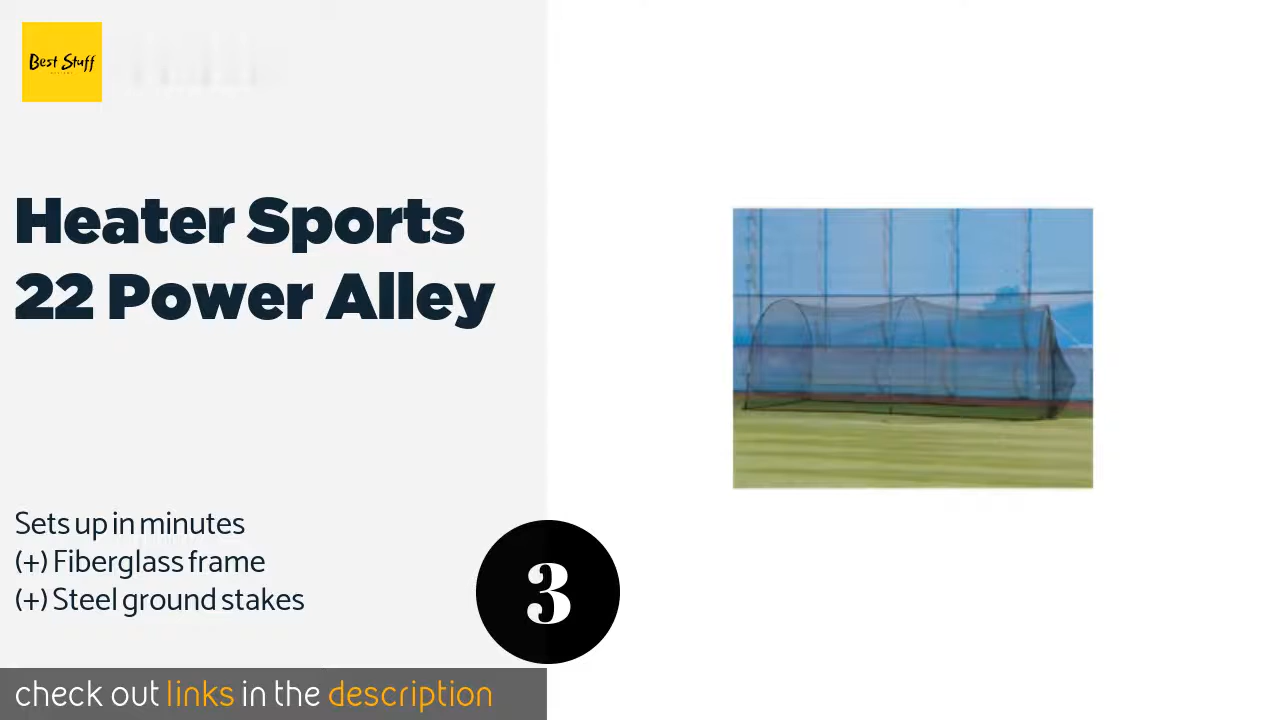 Best Stuff
Heater Sports
22 Power Alley
Sets up in minutes
(+) Fiberglass frame
(+) Steel ground stakes
3
check out links in the description